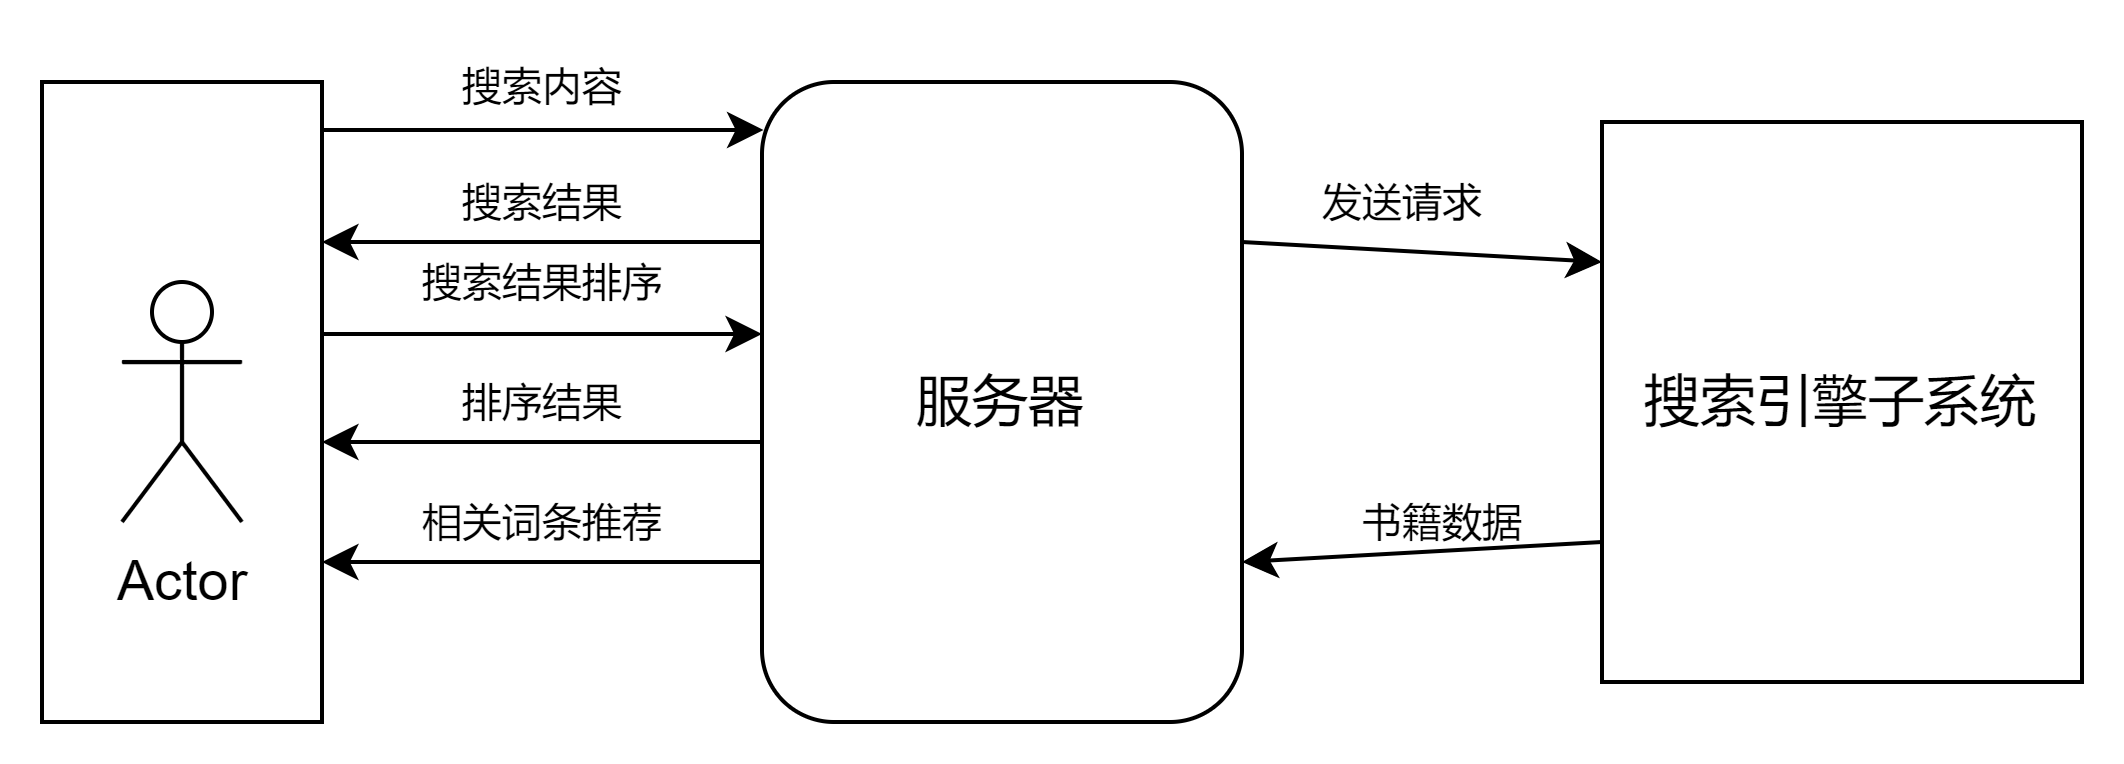 搜索内容
搜索结果
发送请求
搜索结果排序
排序结果
服务器
搜索引擎子系统
相关词条推荐
书籍数据
Actor